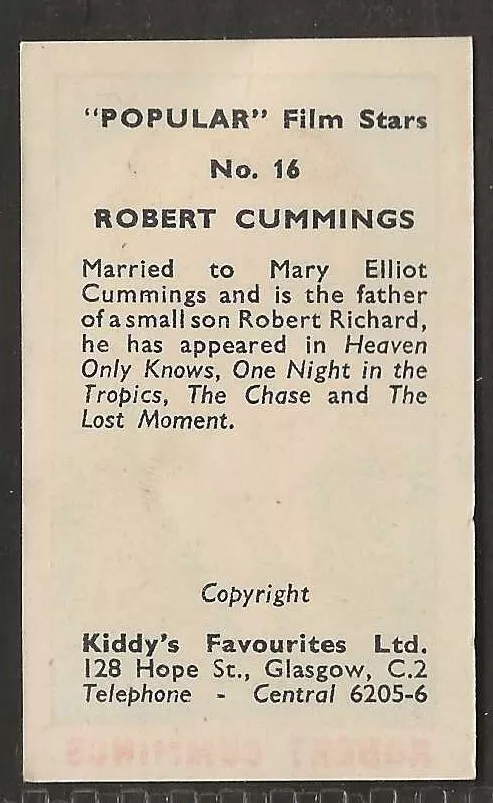 "POPULAR" Film Stars
No. 16
ROBERT CUMMINGS
Married to Mary Elliot
Cummings and is the father
of a small son Robert Richard,
he has appeared in Heaven
Only Knows, One Night in the
Tropics, The Chase and The
Lost Moment.
Copyright
Kiddy's Favourites Ltd.
128 Hope St., Glasgow, C.2
Telephone - Central 6205-6
ROBERT CUMMINGS